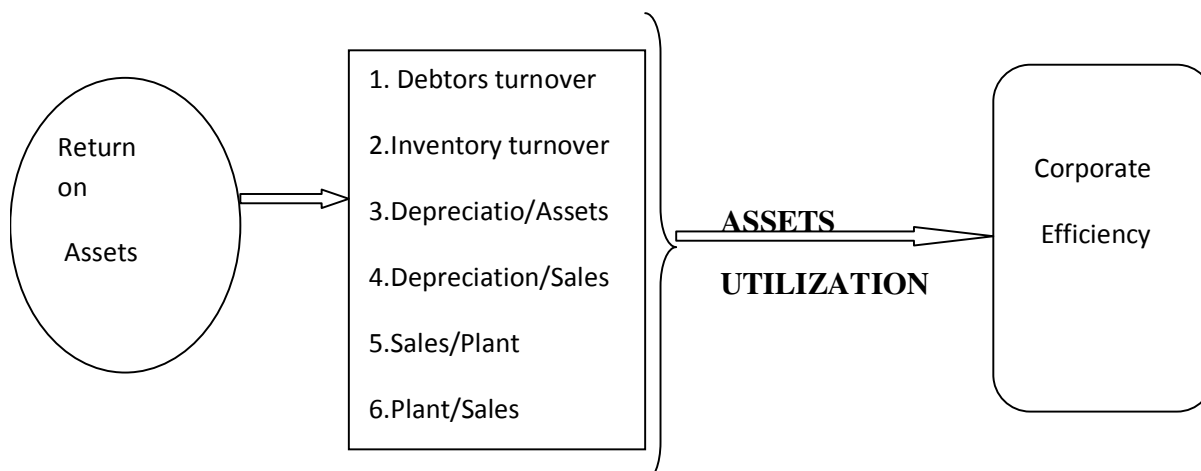 Return
on
Assets
1. Debtors turnover
2.Inventory turnover
3.Depreciatio/Assets
4.Depreciation/Sales
5.Sales/Plant
6.Plant/Sales
ASSETS
UTILIZATION
Corporate
Efficiency